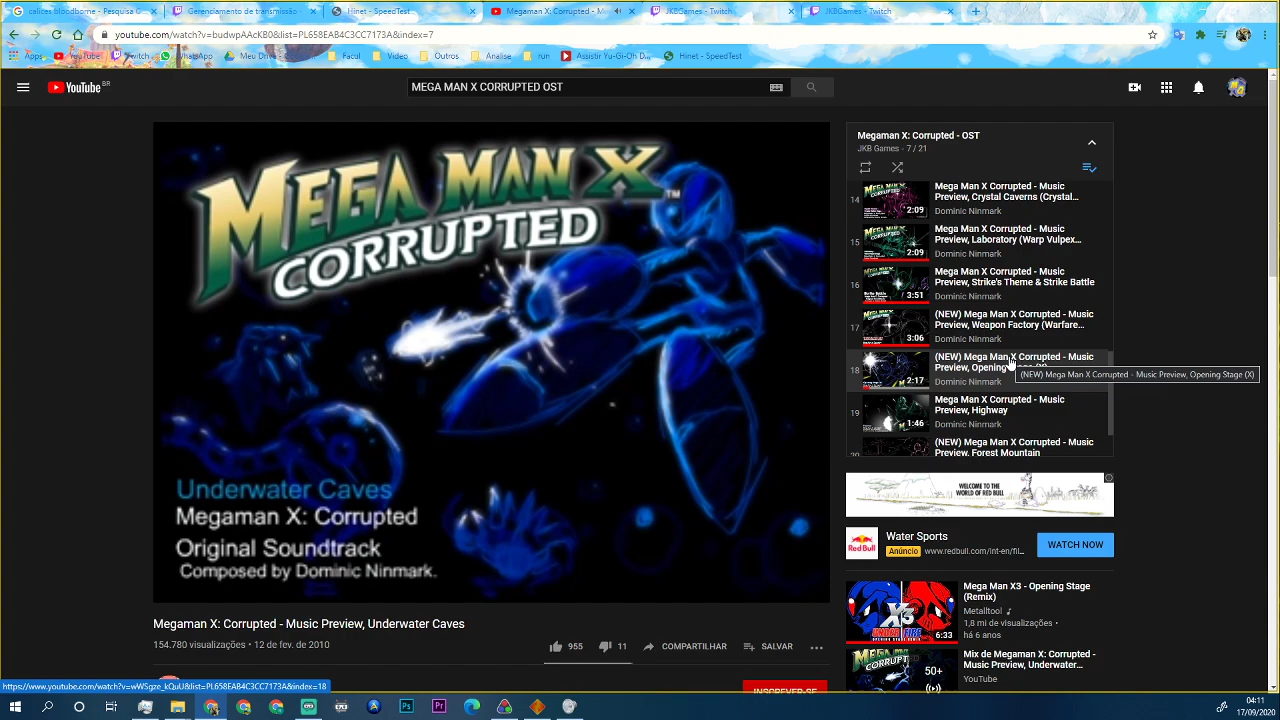 calices bloodborne - Pesquisa G...
Gerenciamento de transmissão
Hinet - SpeedTest
Megaman X: Corrupted - M
JKBGames - Twitch
JKBGames - Twitch
youtube.com/watch?v=budwpAAcKB0&list=PL658EAB4C3CC7173A&index=7
Apps
YouTube
Twitch
WhatsApp
Meu Drive
Facul
Video
Outros
Analise
run
Assistir Yu-Gi-Oh D...
Hinet - SpeedTest
YouTube BR
MEGA MAN X CORRUPTED OST
MEGA MAN X™
CORRUPTED
Underwater Caves
Megaman X: Corrupted
Original Soundtrack
Composed by Dominic Ninmark.
Megaman X: Corrupted - OST
JKB Games - 7 / 21
14
2:09
Mega Man X Corrupted - Music
Preview, Crystal Caverns (Crystal...
Dominic Ninmark
15
2:09
Mega Man X Corrupted - Music
Preview, Laboratory (Warp Vulpex...
Dominic Ninmark
16
3:51
Mega Man X Corrupted - Music
Preview, Strike's Theme & Strike Battle
Dominic Ninmark
17
3:06
(NEW) Mega Man X Corrupted - Music
Preview, Weapon Factory (Warfare...
Dominic Ninmark
18
2:17
(NEW) Mega Man X Corrupted - Music
Preview, Opening
Dominic Ninmark
(NEW) Mega Man X Corrupted - Music Preview, Opening Stage (X)
19
1:46
Mega Man X Corrupted - Music
Preview, Highway
Dominic Ninmark
20
(NEW) Mega Man X Corrupted - Music
Preview, Forest Mountain
WELCOME TO THE
WORLD OF RED BULL
Red Bull
Water Sports
Anúncio www.redbull.com/int-en/fil...
WATCH NOW
X3
UNDER FIRE
6:33
Mega Man X3 - Opening Stage
(Remix)
Metalltool
1,8 mi de visualizações •
há 6 anos
50+
Mix de Megaman X: Corrupted -
Music Preview, Underwater...
YouTube
Megaman X: Corrupted - Music Preview, Underwater Caves
154.780 visualizações • 12 de fev. de 2010
955
11
COMPARTILHAR
SALVAR
INSCREVER-SE
https://www.youtube.com/watch?v=wWSgze_kQuU&list=PL658EAB4C3CC7173A&index=18
Ps
Pr
04:11
17/09/2020